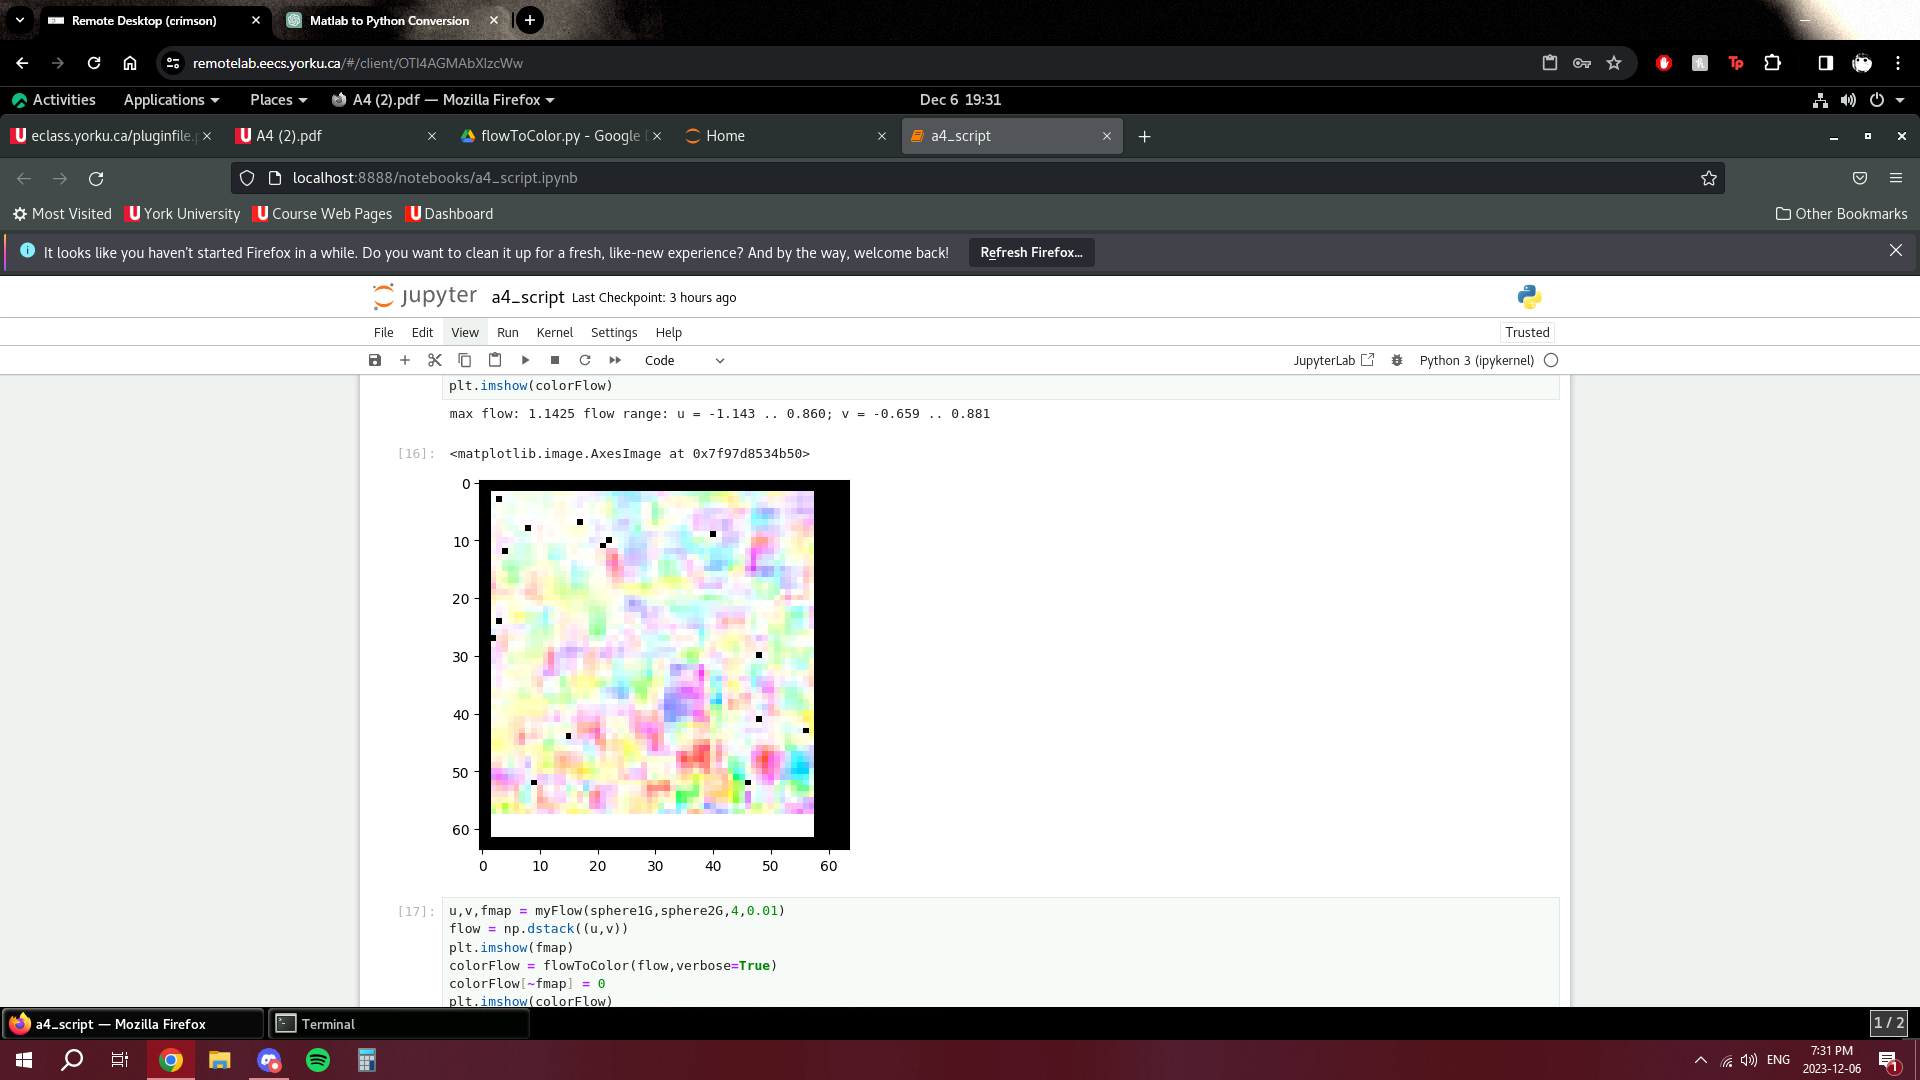 Remote Desktop (crimson)
Matlab to Python Conversion
remotelab.eecs.yorku.ca/#/client/OTI4AGMAbXlzcWw
Activities Applications Places A4 (2).pdf — Mozilla Firefox Dec 6 19:31
eclass.yorku.ca/pluginfile.
A4 (2).pdf
flowToColor.py - Google
Home
a4_script
localhost:8888/notebooks/a4_script.ipynb
Most Visited York University Course Web Pages Dashboard Other Bookmarks
It looks like you haven't started Firefox in a while. Do you want to clean it up for a fresh, like-new experience? And by the way, welcome back! Refresh Firefox...
jupyter a4_script Last Checkpoint: 3 hours ago
File Edit View Run Kernel Settings Help Trusted
Code JupyterLab Python 3 (ipykernel)
plt.imshow(colorFlow)
max flow: 1.1425 flow range: u = -1.143 .. 0.860; v = -0.659 .. 0.881
[16]: <matplotlib.image.AxesImage at 0x7f97d8534b50>
0
10
20
30
40
50
60
0 10 20 30 40 50 60
[17]: u,v,fmap = myFlow(sphere1G,sphere2G,4,0.01)
flow = np.dstack((u,v))
plt.imshow(fmap)
colorFlow = flowToColor(flow,verbose=True)
colorFlow[~fmap] = 0
plt.imshow(colorFlow)
a4_script — Mozilla Firefox Terminal 1 / 2
ENG 7:31 PM
2023-12-06
1